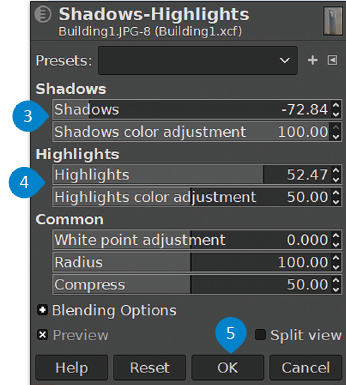 Shadows-Highlights
Building1.JPG-8 (Building1.xcf)
Presets:
Shadows
3
Shadows -72.84
Shadows color adjustment 100.00
Highlights
4
Highlights 52.47
Highlights color adjustment 50.00
Common
White point adjustment 0.000
Radius 100.00
Compress 50.00
Blending Options
Preview
5
Split view
Help Reset OK Cancel